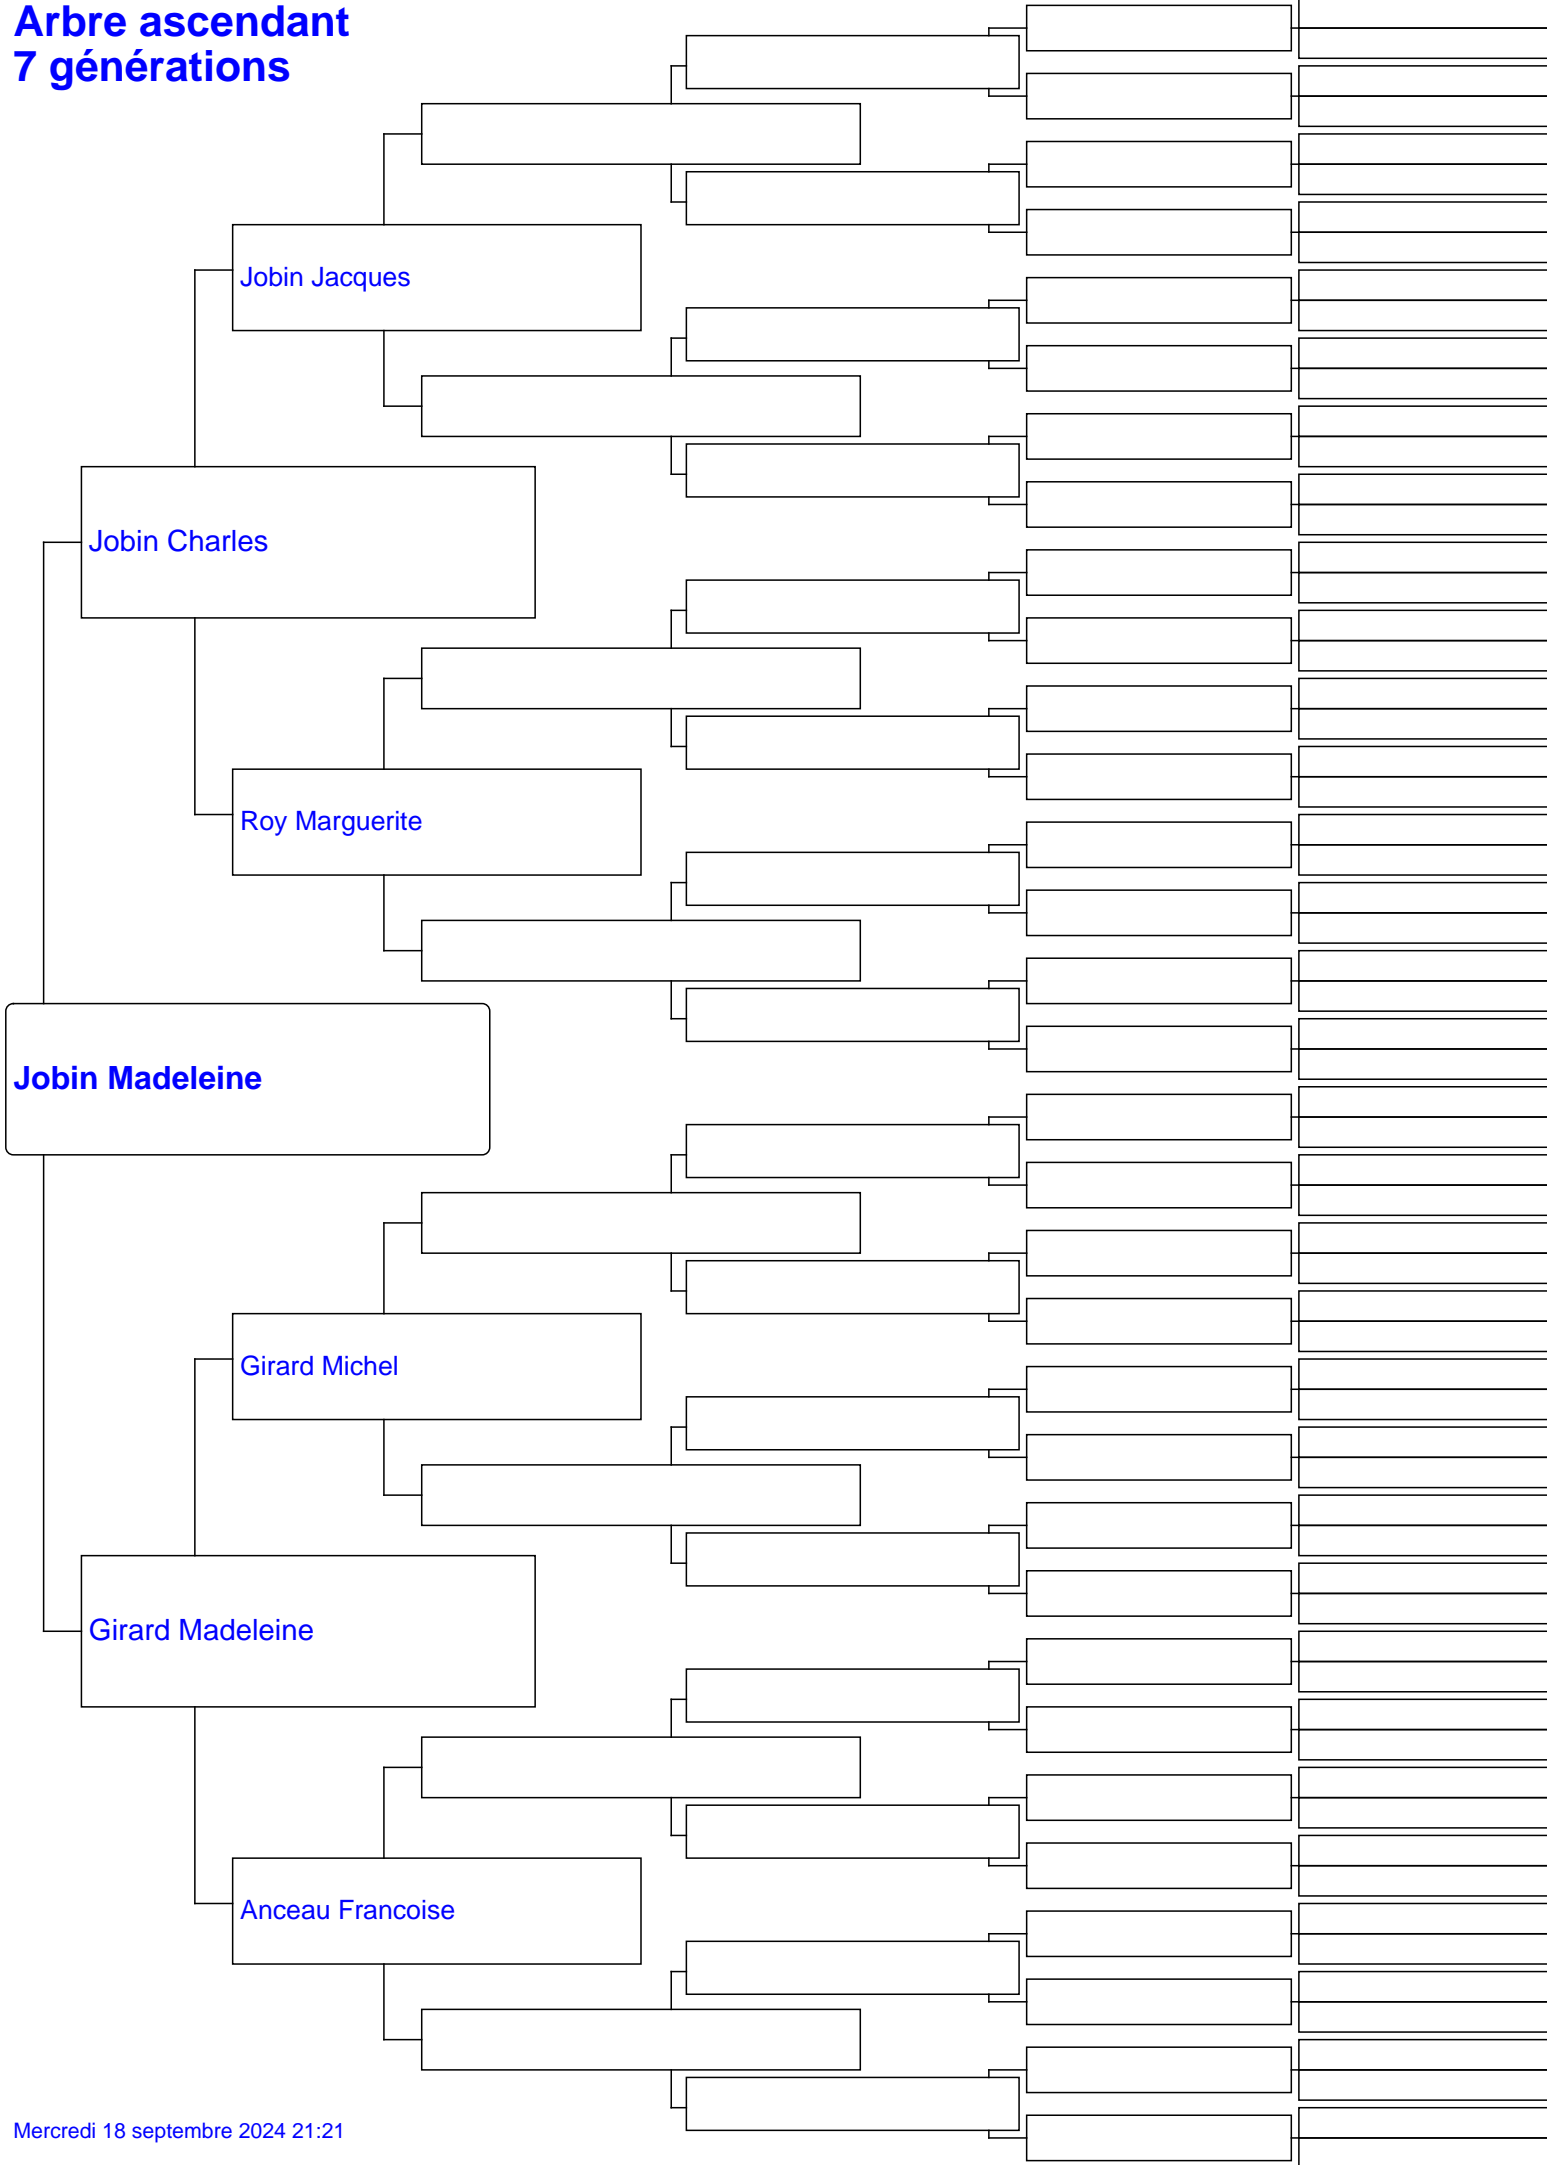 Arbre ascendant
7 générations
Jobin Jacques
Jobin Charles
Roy Marguerite
Jobin Madeleine
Girard Michel
Girard Madeleine
Anceau Francoise
Mercredi 18 septembre 2024 21:21